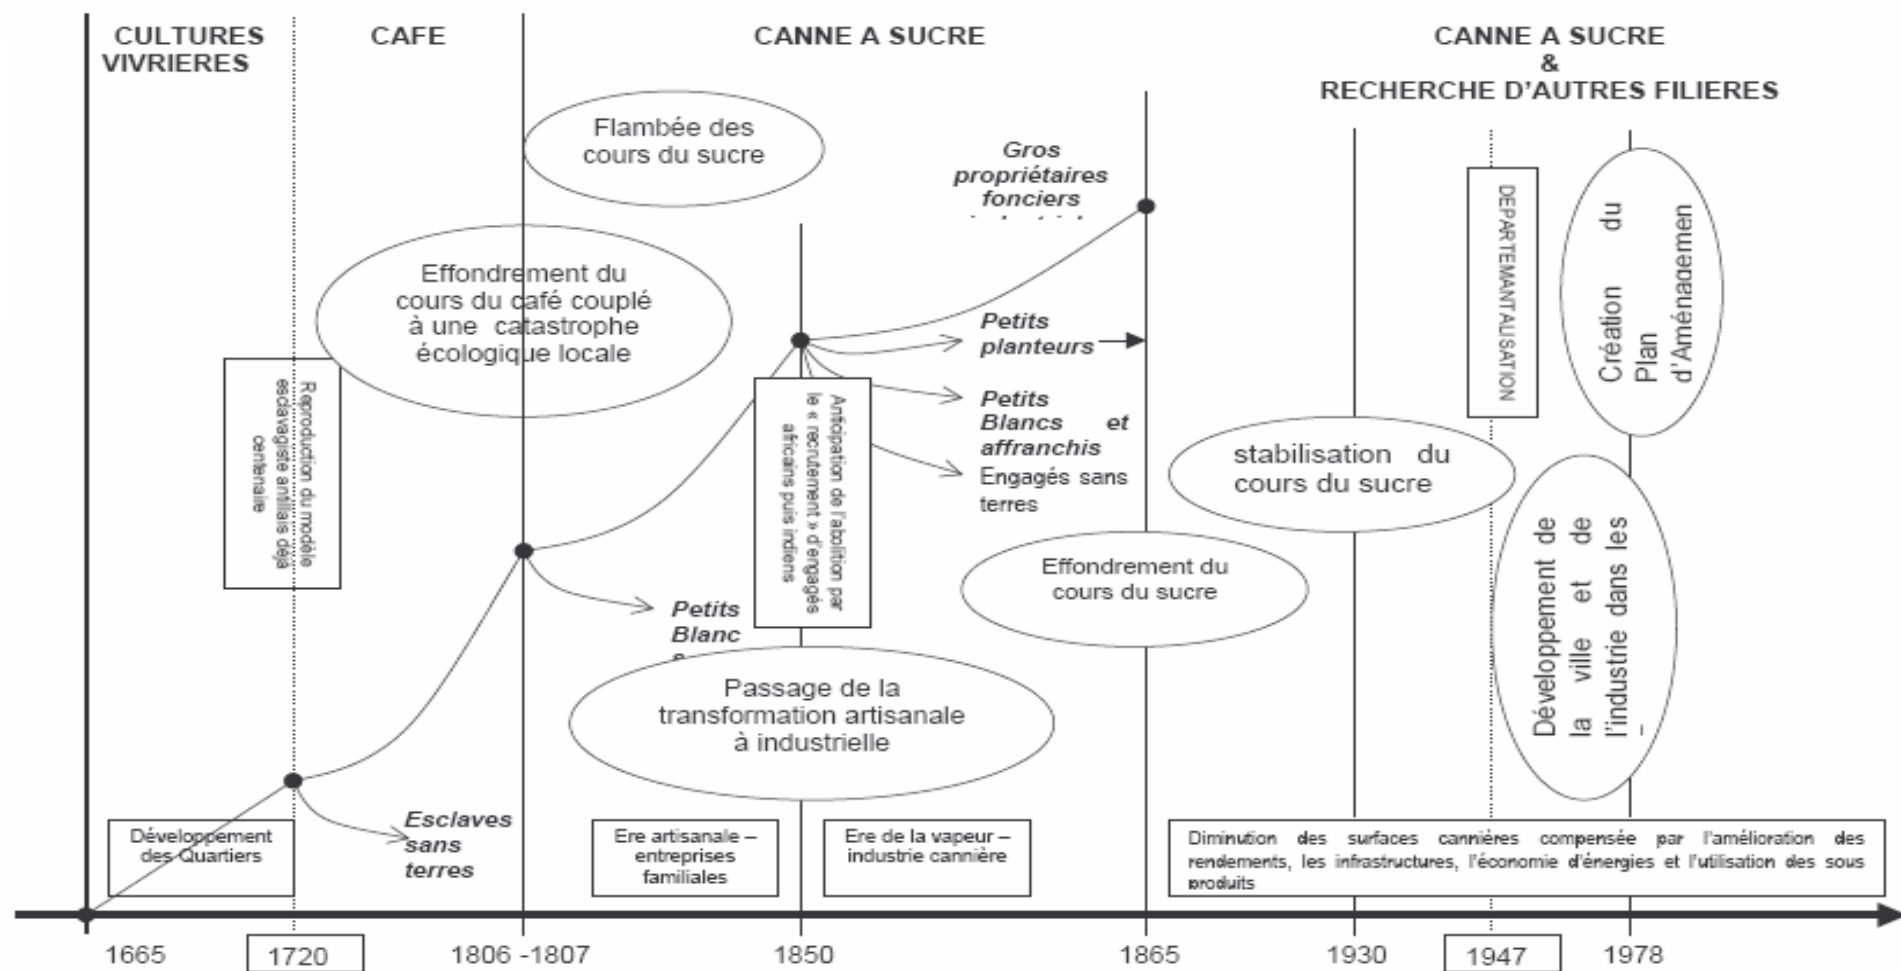 CULTURES
VIVRIERES
CAFE
CANNE A SUCRE
CANNE A SUCRE
&
RECHERCHE D'AUTRES FILIERES
Flambée des
cours du sucre
Gros
propriétaires
fonciers
Effondrement du
cours du café couplé
à une catastrophe
écologique locale
Reproduction du modèle
esclavagiste antillais déjà
centenaire
Anticipation de l'abolition par
le « recrutement » d'engagés
africains puis indiens
Petits
planteurs
Petits
Blancs et
affranchis
Engagés sans
terres
DEPARTEMANTALISATION
Création du
Plan
d'Aménagemen
stabilisation du
cours du sucre
Effondrement du
cours du sucre
Développement de
la ville et de
l'industrie dans les
Petits
Blanc
Passage de la
transformation artisanale
à industrielle
Esclaves
sans
terres
Développement
des Quartiers
Ere artisanale –
entreprises
familiales
Ere de la vapeur –
industrie cannière
Diminution des surfaces cannières compensée par l'amélioration des
rendements, les infrastructures, l'économie d'énergies et l'utilisation des sous
produits
1665
1720
1806 -1807
1850
1865
1930
1947
1978